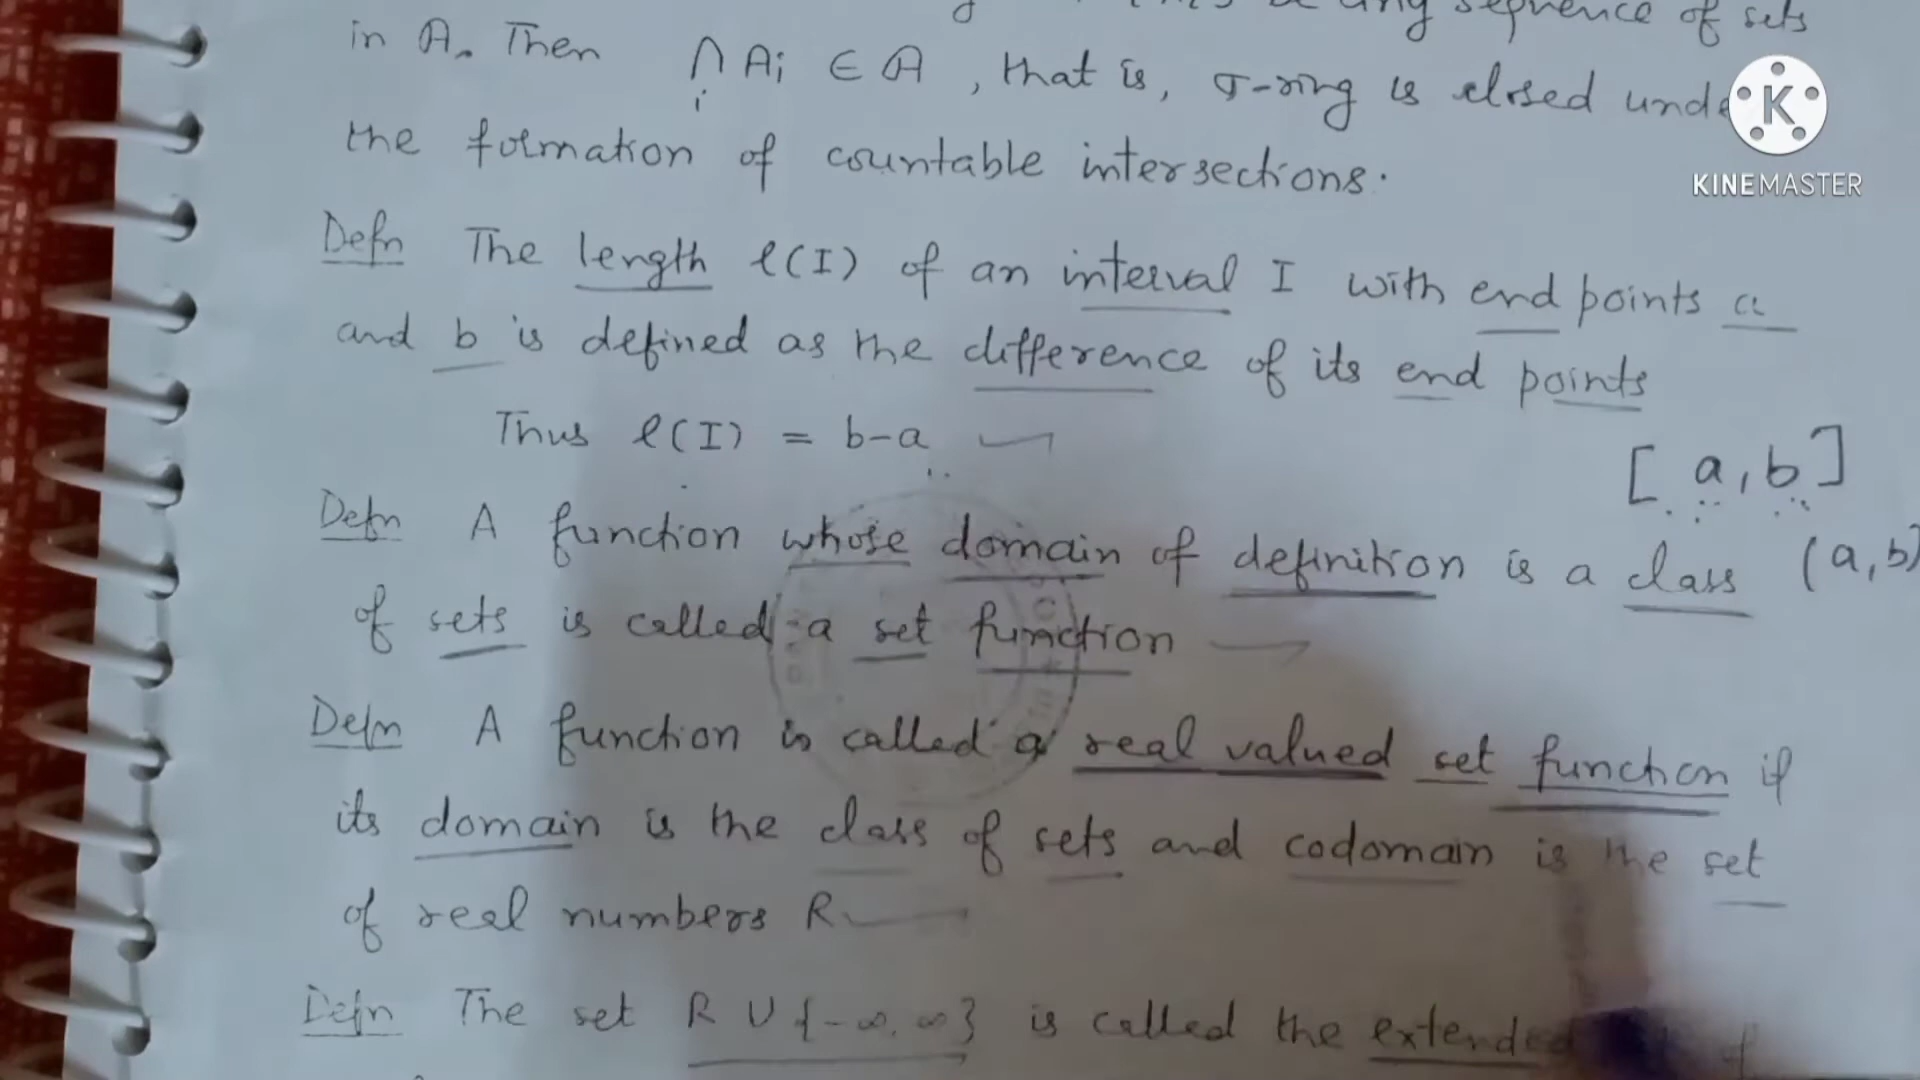 sequence of sets
in A. Then ∩ Ai ∈ A, that is, σ-ring is closed unde
i
the formation of countable intersections.
KINEMASTER
Defn The length ℓ(I) of an interval I with end points a
and b is defined as the difference of its end points
Thus ℓ(I) = b-a
[a,b]
Defn A function whose domain of definition is a class
(a,b]
of sets is called a set function
Defn A function is called a real valued set function if
its domain is the class of sets and codomain is the set
of real numbers R
Defn The set R ∪ {-∞, ∞} is called the extended